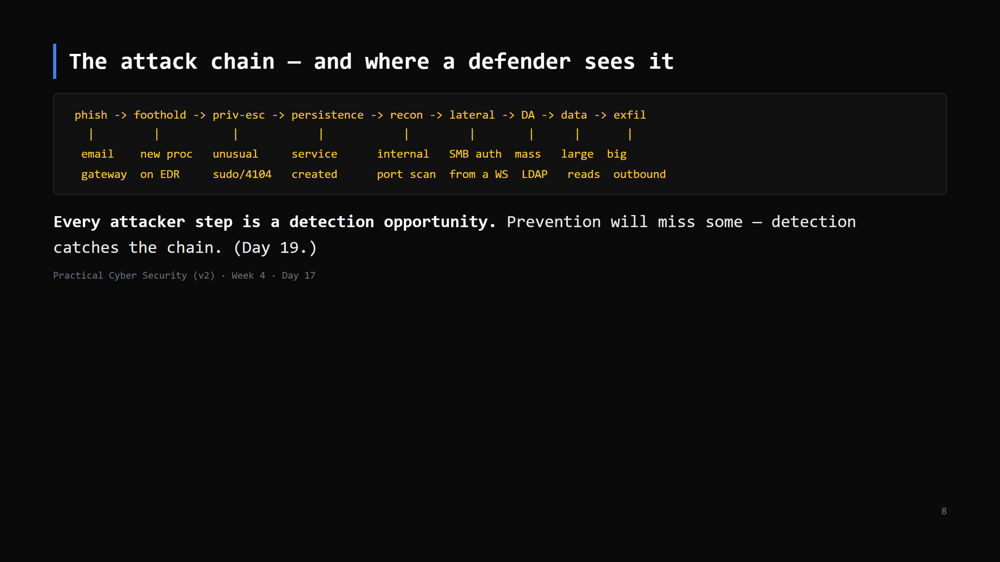 The attack chain — and where a defender sees it
phish -> foothold -> priv-esc -> persistence -> recon -> lateral -> DA -> data -> exfil
  |         |           |            |            |         |        |      |       |
 email    new proc   unusual     service      internal   SMB auth  mass   large  big
 gateway  on EDR     sudo/4104   created      port scan  from a WS  LDAP   reads  outbound
Every attacker step is a detection opportunity. Prevention will miss some — detection
catches the chain. (Day 19.)
Practical Cyber Security (v2) · Week 4 · Day 17
8